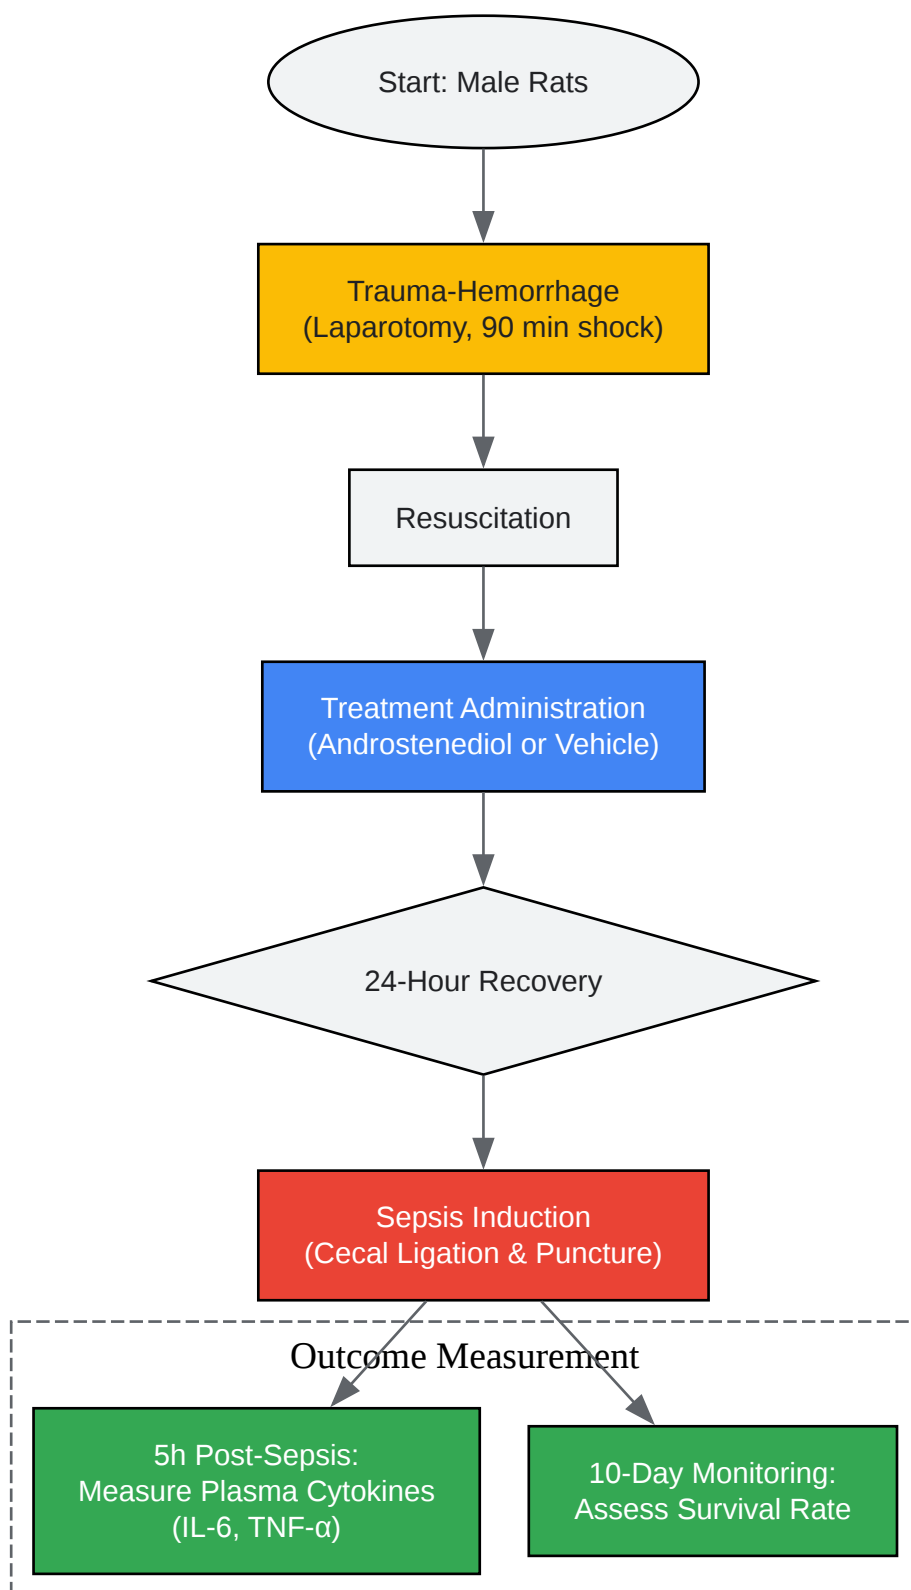 Start: Male Rats
Trauma-Hemorrhage
(Laparotomy, 90 min shock)
Resuscitation
Treatment Administration
(Androstenediol or Vehicle)
24-Hour Recovery
Sepsis Induction
(Cecal Ligation & Puncture)
Outcome Measurement
5h Post-Sepsis:
Measure Plasma Cytokines
(IL-6, TNF-α)
10-Day Monitoring:
Assess Survival Rate